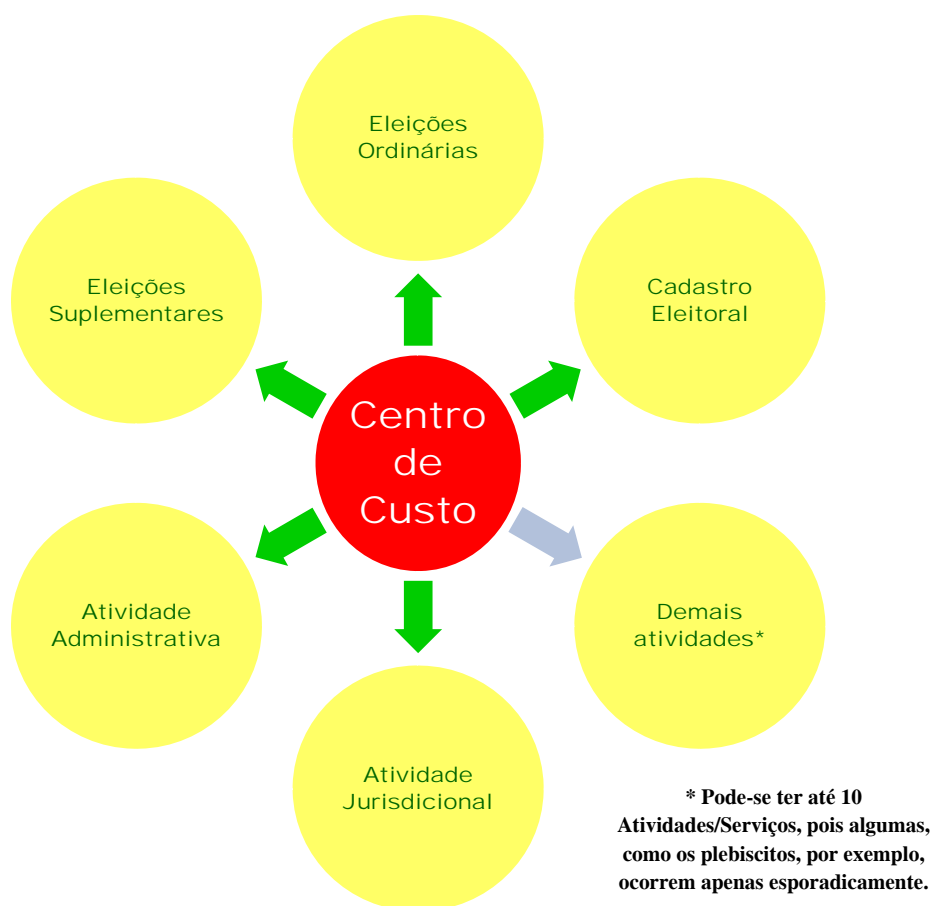 Eleições
Ordinárias
Eleições
Suplementares
Cadastro
Eleitoral
Centro
de
Custo
Atividade
Administrativa
Demais
atividades*
Atividade
Jurisdicional
* Pode-se ter até 10
Atividades/Serviços, pois algumas,
como os plebiscitos, por exemplo,
ocorrem apenas esporadicamente.